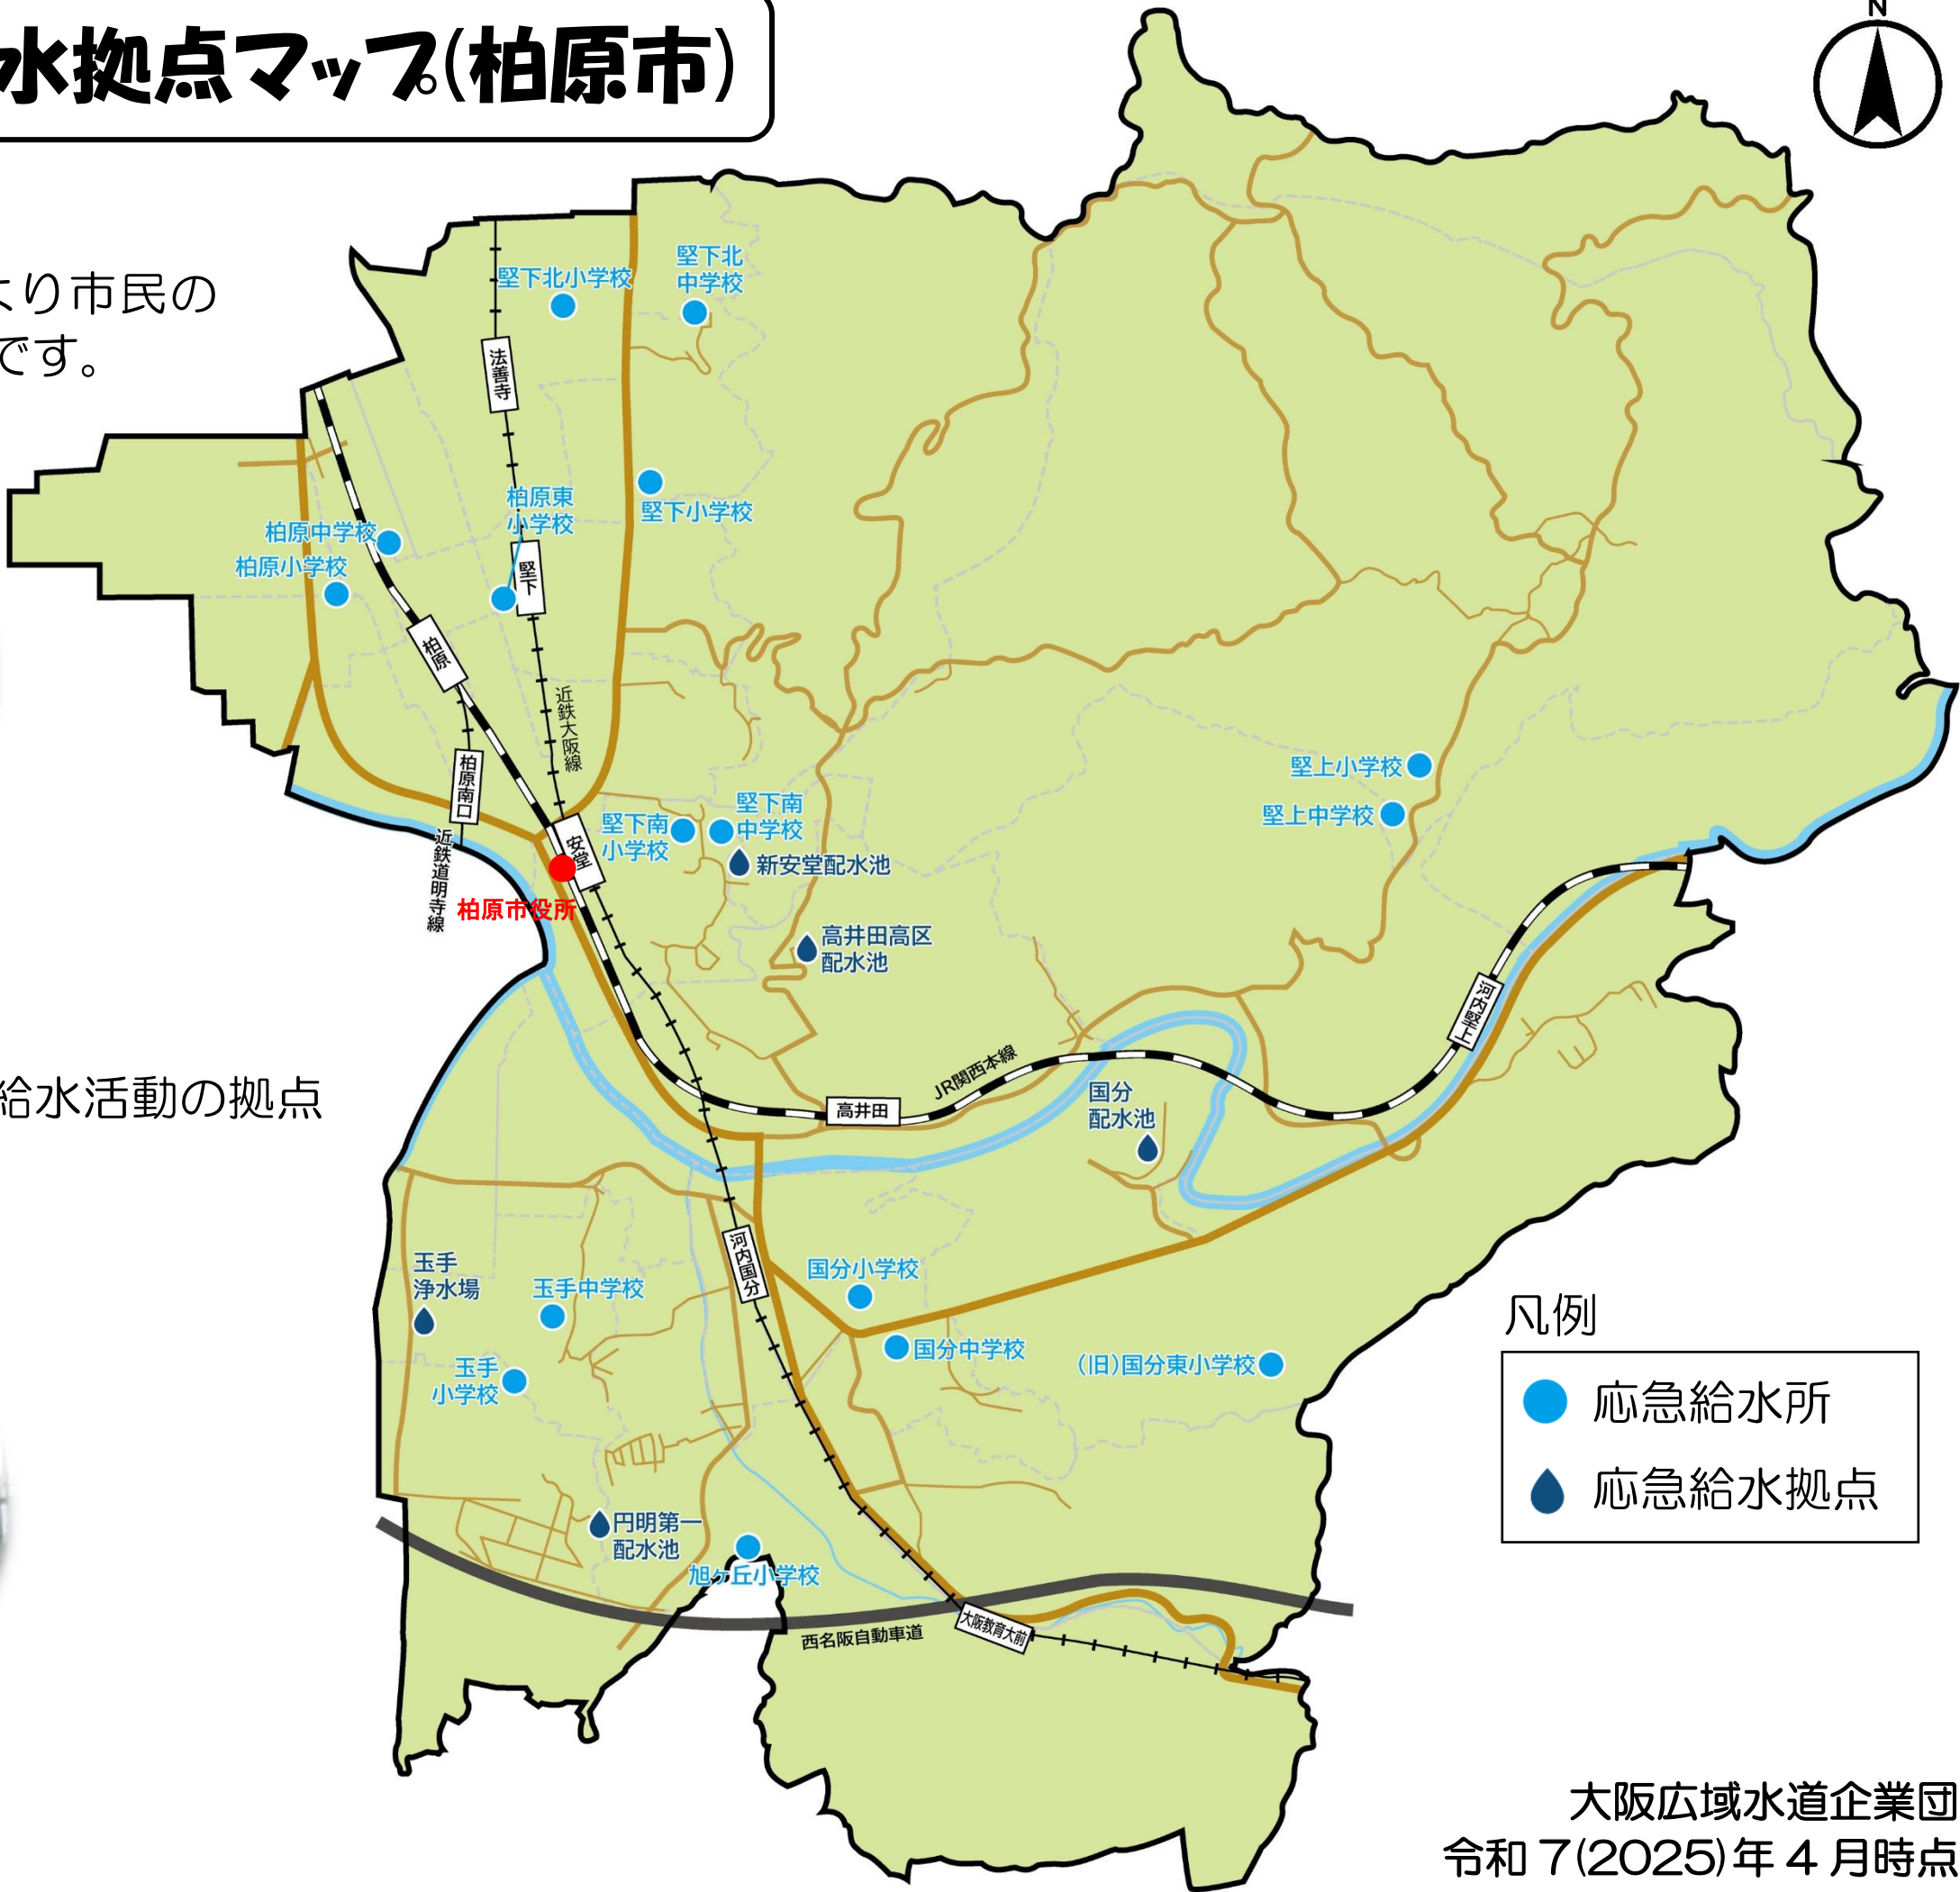 水拠点マップ(柏原市)
N
より市民の
です。
堅下北小学校
堅下北
中学校
法善寺
柏原東
小学校
堅下小学校
柏原中学校
柏原小学校
堅下
柏原
近鉄大阪線
柏原南口
堅上小学校
堅下南
中学校
堅下南
小学校
堅上中学校
安堂
近鉄道明寺線
新安堂配水池
柏原市役所
高井田高区
配水池
河内堅上
JR関西本線
給水活動の拠点
高井田
国分
配水池
河内国分
玉手
浄水場
玉手中学校
国分小学校
国分中学校
(旧)国分東小学校
玉手
小学校
凡例
応急給水所
応急給水拠点
円明第一
配水池
旭ヶ丘小学校
西名阪自動車道
大阪教育大前
大阪広域水道企業団
令和7(2025)年4月時点